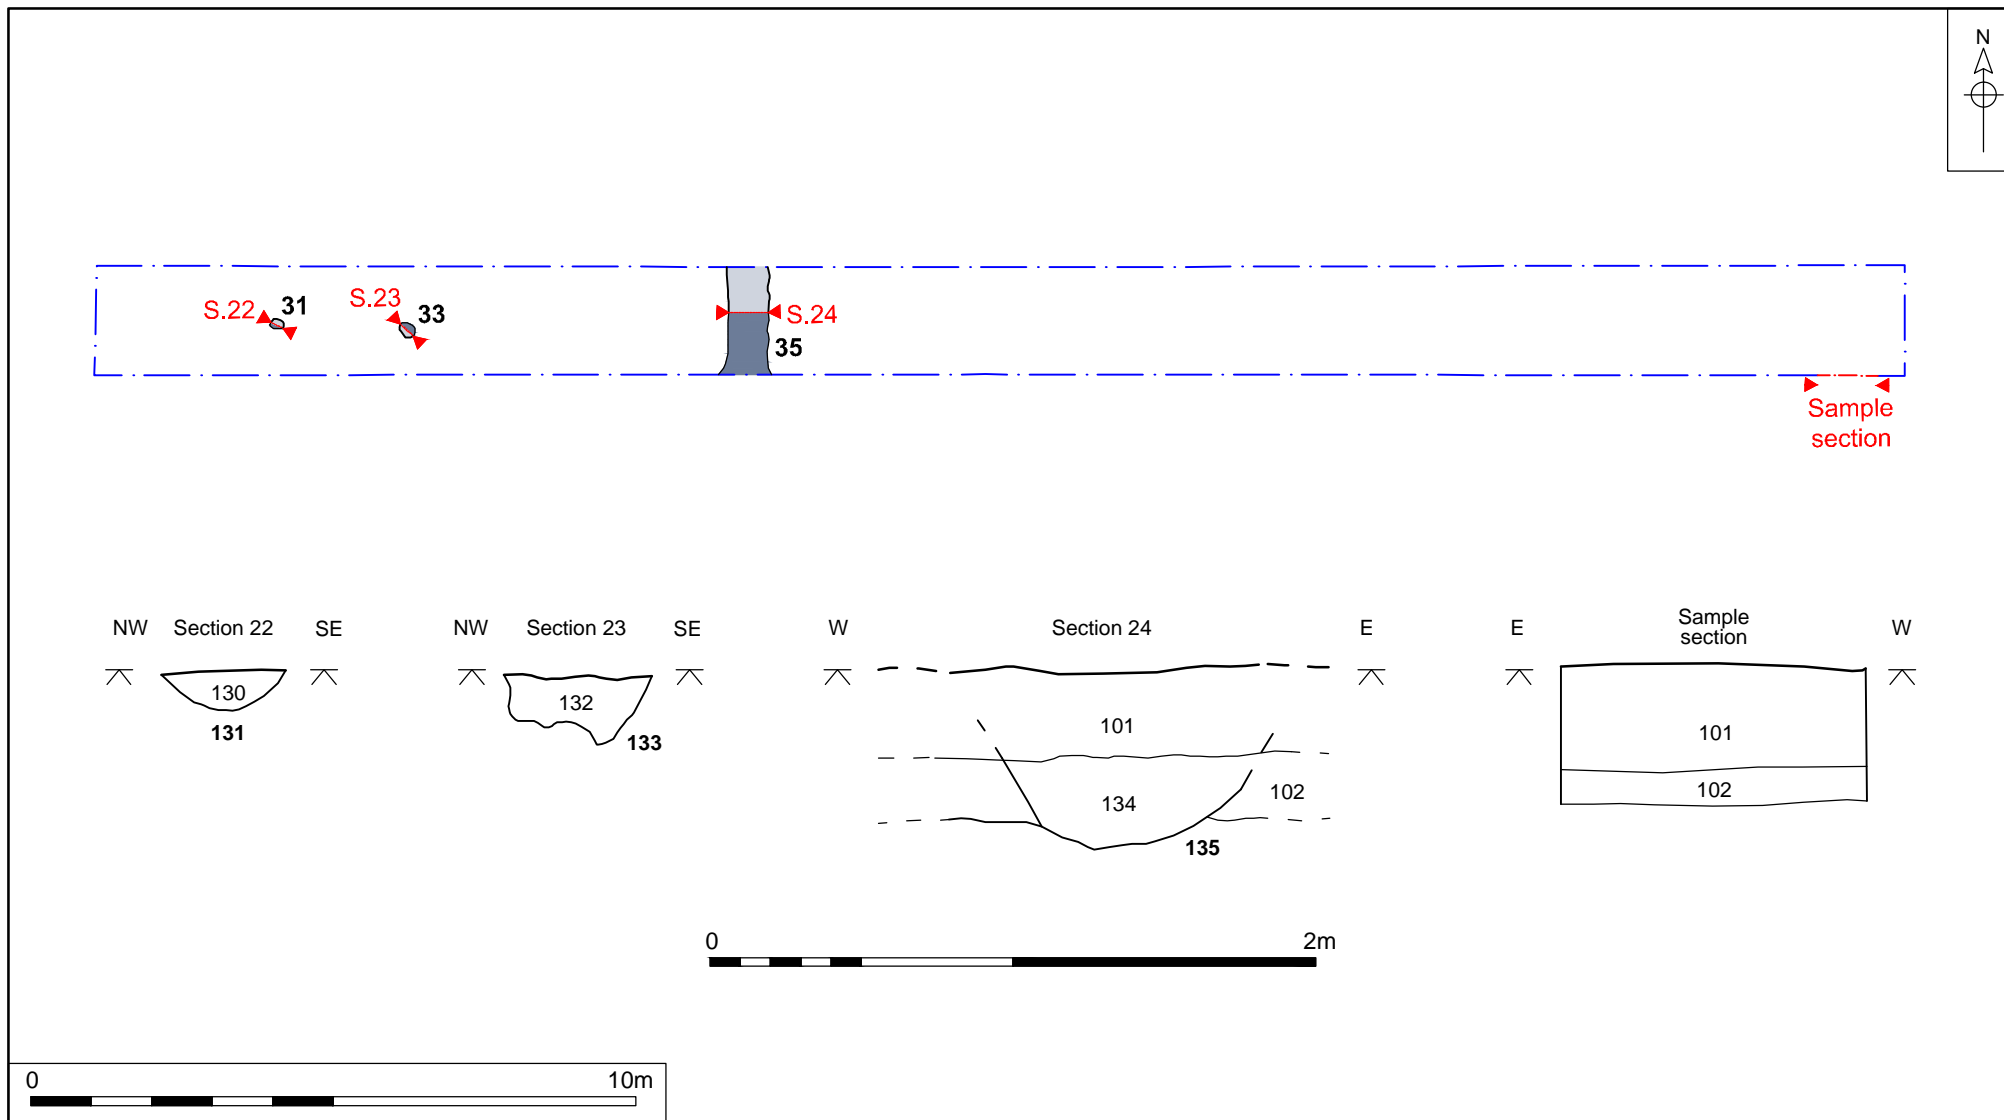 N
S.22
31
S.23
33
S.24
35
Sample
section
NW
Section 22
SE
NW
Section 23
SE
W
Section 24
E
E
Sample
section
W
130
131
132
133
101
134
102
135
101
102
0
2m
0
10m